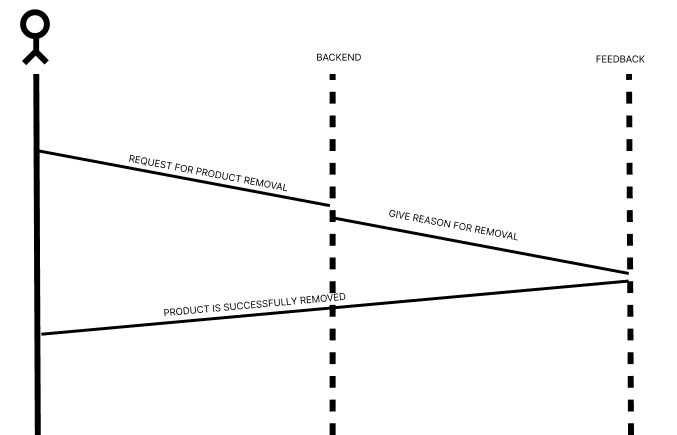 BACKEND
FEEDBACK
REQUEST FOR PRODUCT REMOVAL
GIVE REASON FOR REMOVAL
PRODUCT IS SUCCESSFULLY REMOVED